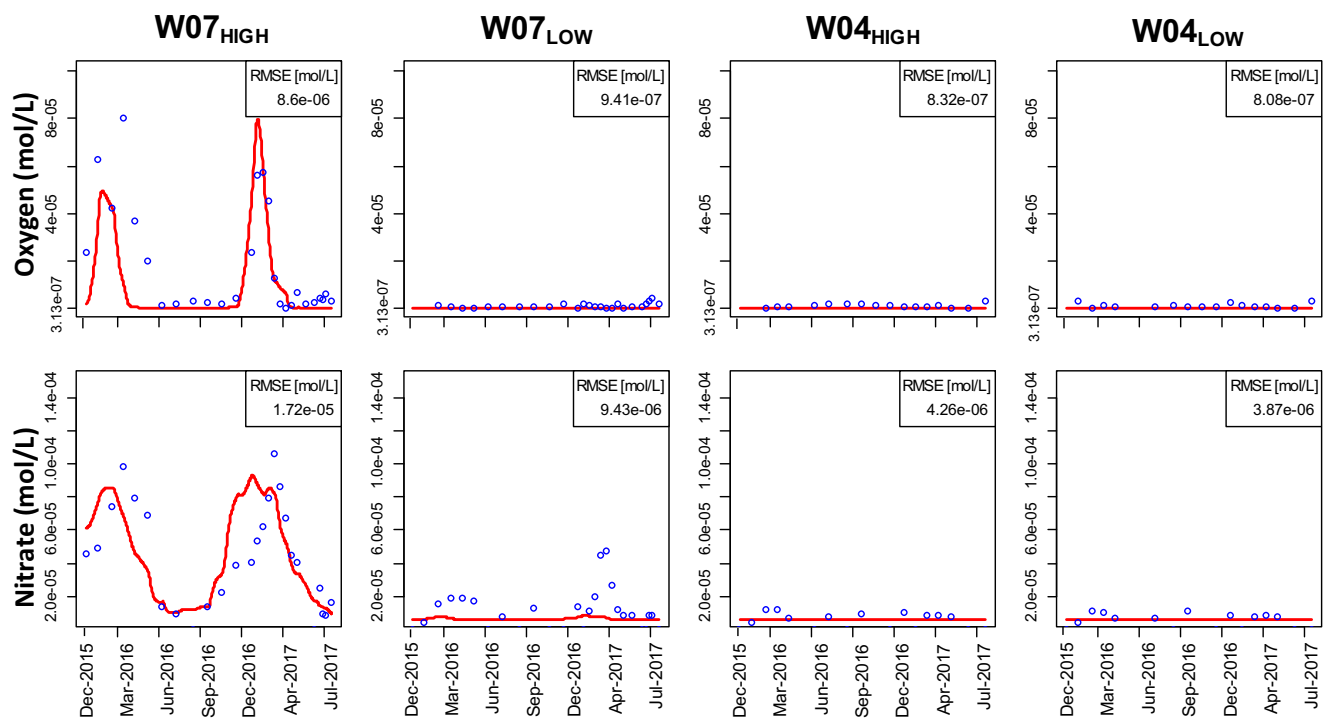 W07HIGH W07LOW W04HIGH W04LOW
Oxygen (mol/L)
RMSE [mol/L]
8.6e-06
8e-05
4e-05
3.13e-07
Dec-2015 Mar-2016 Jun-2016 Sep-2016 Dec-2016 Apr-2017 Jul-2017
RMSE [mol/L]
9.41e-07
8e-05
4e-05
3.13e-07
RMSE [mol/L]
8.32e-07
8e-05
4e-05
3.13e-07
RMSE [mol/L]
8.08e-07
8e-05
4e-05
3.13e-07
Nitrate (mol/L)
RMSE [mol/L]
1.72e-05
1.4e-04
1.0e-04
6.0e-05
2.0e-05
RMSE [mol/L]
9.43e-06
1.4e-04
1.0e-04
6.0e-05
2.0e-05
Dec-2015 Mar-2016 Jun-2016 Sep-2016 Dec-2016 Apr-2017 Jul-2017
RMSE [mol/L]
4.26e-06
1.4e-04
1.0e-04
6.0e-05
2.0e-05
Dec-2015 Mar-2016 Jun-2016 Sep-2016 Dec-2016 Apr-2017 Jul-2017
RMSE [mol/L]
3.87e-06
1.4e-04
1.0e-04
6.0e-05
2.0e-05
Dec-2015 Mar-2016 Jun-2016 Sep-2016 Dec-2016 Apr-2017 Jul-2017